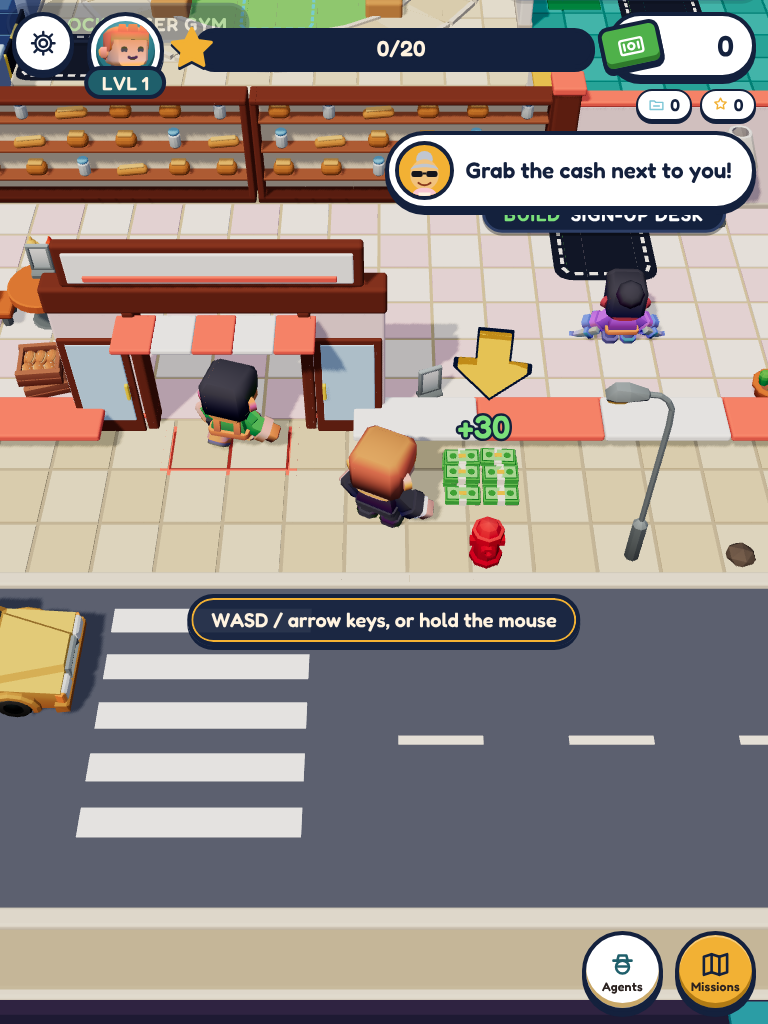 LVL 1
0/20
0
0
0
Grab the cash next to you!
BUILD SIGN-UP DESK
+30
WASD / arrow keys, or hold the mouse
Agents
Missions